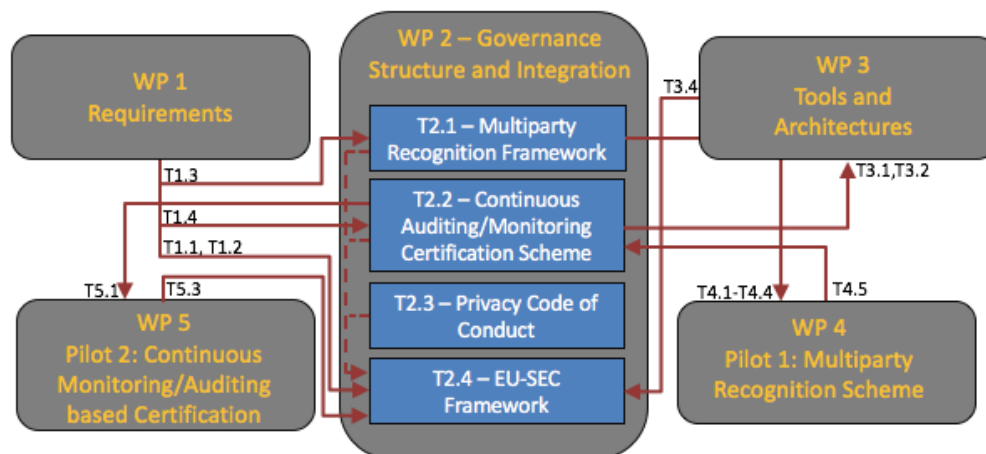 WP 1
Requirements
WP 2 – Governance
Structure and Integration
T2.1 – Multiparty
Recognition Framework
T2.2 – Continuous
Auditing/Monitoring
Certification Scheme
T2.3 – Privacy Code of
Conduct
T2.4 – EU-SEC
Framework
WP 3
Tools and
Architectures
T3.4
T3.1,T3.2
T1.3
T1.4
T1.1, T1.2
T5.1
T5.3
T4.1-T4.4
T4.5
WP 5
Pilot 2: Continuous
Monitoring/Auditing
based Certification
WP 4
Pilot 1: Multiparty
Recognition Scheme